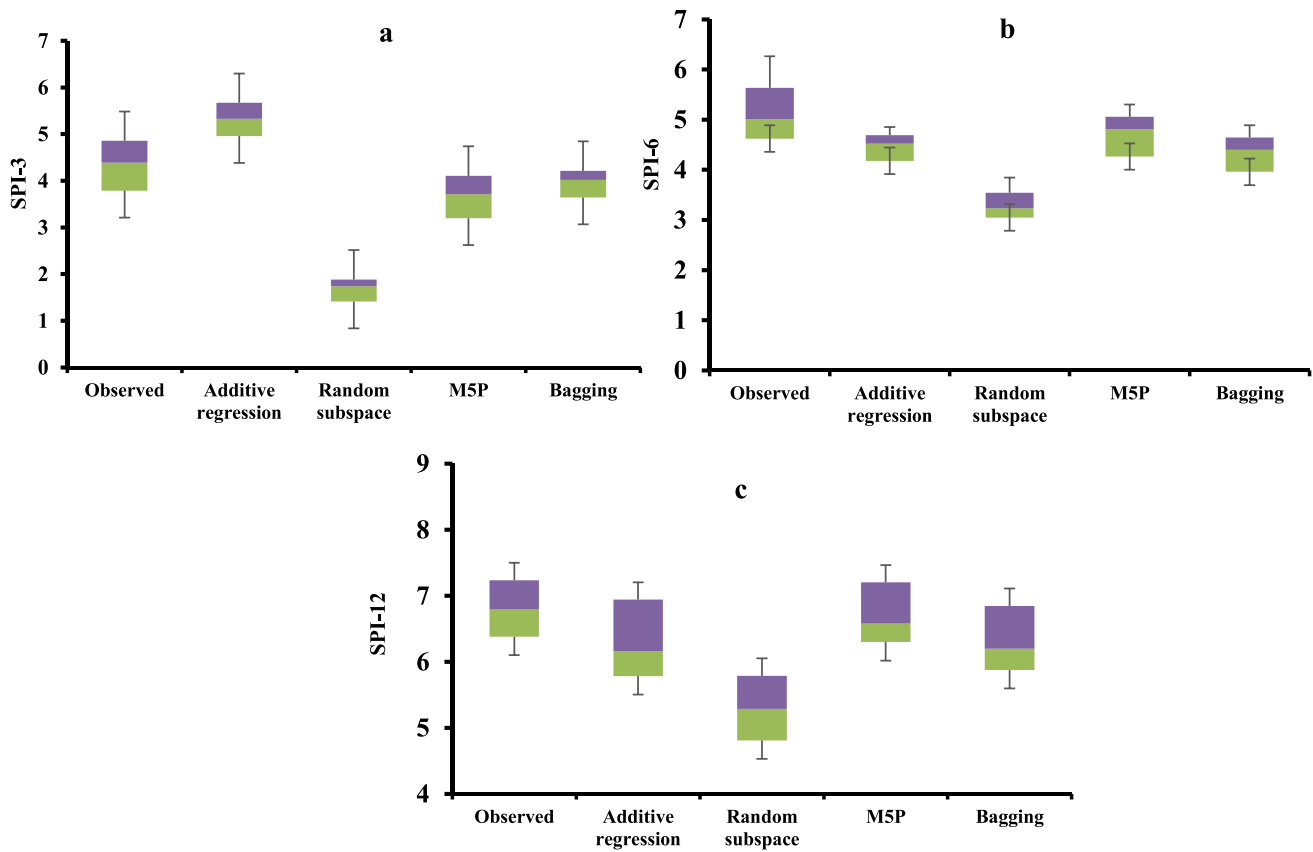 a
7
6
5
4
3
2
1
0
SPI-3
Observed
Additive
regression
Random
subspace
M5P
Bagging
b
7
6
5
4
3
2
1
0
SPI-6
Observed
Additive
regression
Random
subspace
M5P
Bagging
c
9
8
7
6
5
4
SPI-12
Observed
Additive
regression
Random
subspace
M5P
Bagging